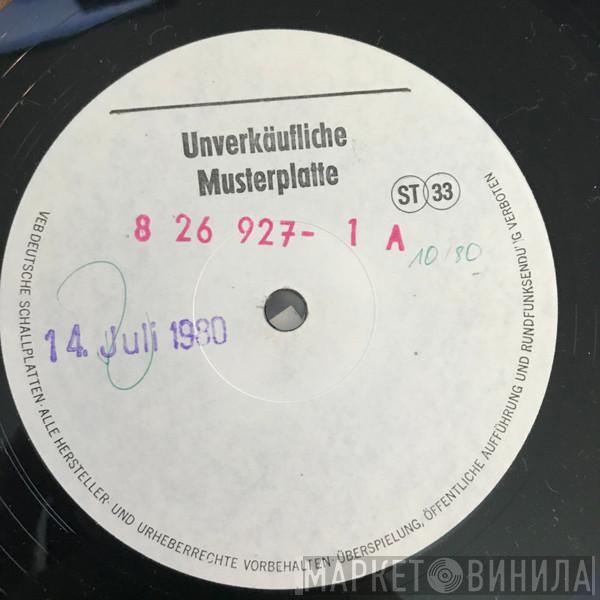 Unverkäufliche
Musterplatte
ST 33
8 26 927- 1 A
10/80
14. Juli 1980
VEB DEUTSCHE SCHALLPLATTEN · ALLE HERSTELLER- UND URHEBERRECHTE VORBEHALTEN · ÜBERSPIELUNG, ÖFFENTLICHE AUFFÜHRUNG UND RUNDFUNKSENDU'G VERBOTEN
МАРКЕТ ВИНИЛА